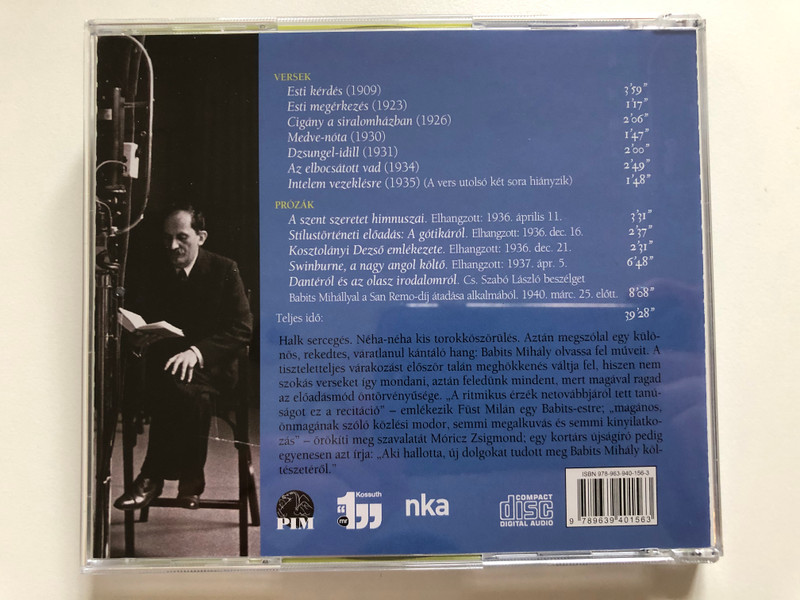 VERSEK
Esti kérdés (1909) 3'59"
Esti megérkezés (1923) 1'17"
Cigány a siralomházban (1926) 2'06"
Medve-nóta (1930) 1'47"
Dzsungel-idill (1931) 2'00"
Az elbocsátott vad (1934) 2'49"
Intelem vezeklésre (1935) (A vers utolsó két sora hiányzik) 1'48"
PRÓZÁK
A szent szeretet himnuszai. Elhangzott: 1936. április 11. 3'31"
Stílustörténeti előadás: A gótikáról. Elhangzott: 1936. dec. 16. 2'37"
Kosztolányi Dezső emlékezete. Elhangzott: 1936. dec. 21. 2'31"
Swinburne, a nagy angol költő. Elhangzott: 1937. ápr. 5. 6'48"
Dantéról és az olasz irodalomról. Cs. Szabó László beszélget
Babits Mihállyal a San Remo-díj átadása alkalmából. 1940. márc. 25. előtt. 8'08"
Teljes idő: 39'28"
Halk sercegés. Néha-néha kis torokköszörülés. Aztán megszólal egy külö-
nös, rekedtes, váratlanul kántáló hang: Babits Mihály olvassa fel műveit. A
tiszteletteljes várakozást először talán meghökkenés váltja fel, hiszen nem
szokás verseket így mondani, aztán feledünk mindent, mert magával ragad
az előadásmód öntörvényűsége. „A ritmikus érzék netovábbjáról tett tanú-
ságot ez a recitáció” – emlékezik Füst Milán egy Babits-estre; „magános,
önmagának szóló közlési modor, semmi megalkuvás és semmi kinyilatko-
zás” – örökíti meg szavalatát Móricz Zsigmond; egy kortárs újságíró pedig
egyenesen azt írja: „Aki hallotta, új dolgokat tudott meg Babits Mihály köl-
tészetéről.”
PIM
Kossuth
mr
nka
COMPACT
disc
DIGITAL AUDIO
ISBN 978-963-940-156-3
9 789639 401563